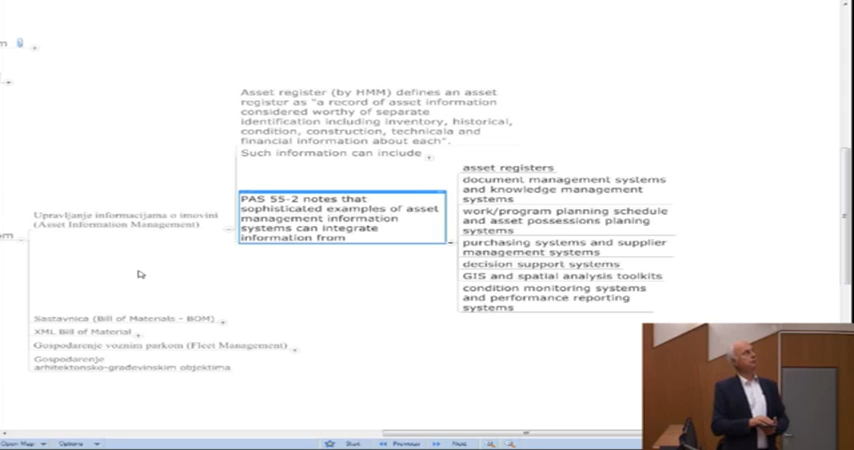 Asset register (by HMM) defines an asset
register as "a record of asset information
considered worthy of separate
identification including inventory, historical,
condition, construction, technicala and
financial information about each".
Such information can include
PAS 55-2 notes that
sophisticated examples of asset
management information
systems can integrate
information from
asset registers
document management systems
and knowledge management
systems
work/program planning schedule
and asset possessions planing
systems
purchasing systems and supplier
management systems
decision support systems
GIS and spatial analysis toolkits
condition monitoring systems
and performance reporting
systems
Upravljanje informacijama o imovini
(Asset Information Management)
Sastavnica (Bill of Materials - BOM)
XML Bill of Material
Gospodarenje voznim parkom (Fleet Management)
Gospodarenje
arhitektonsko-građevinskim objektima
Open Map
Options
Start
Previous
Next